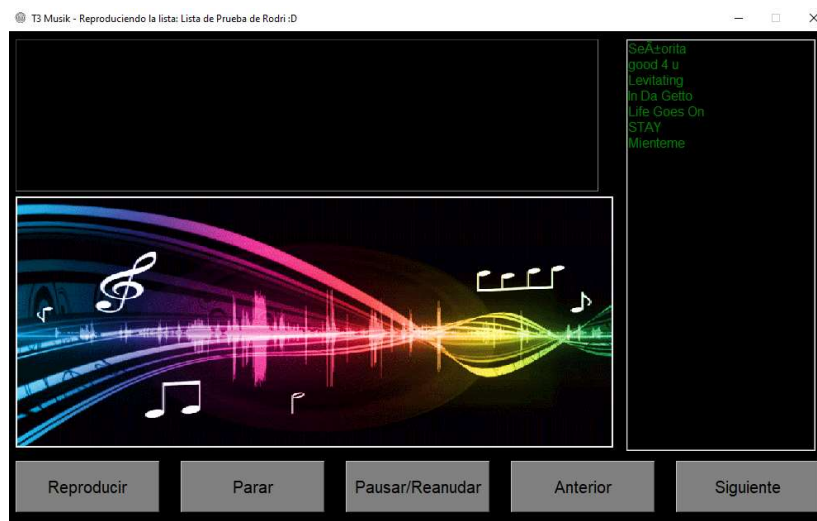 T3 Musik - Reproduciendo la lista: Lista de Prueba de Rodri :D
SeÃ±orita
good 4 u
Levitating
In Da Getto
Life Goes On
STAY
Mienteme
Reproducir
Parar
Pausar/Reanudar
Anterior
Siguiente